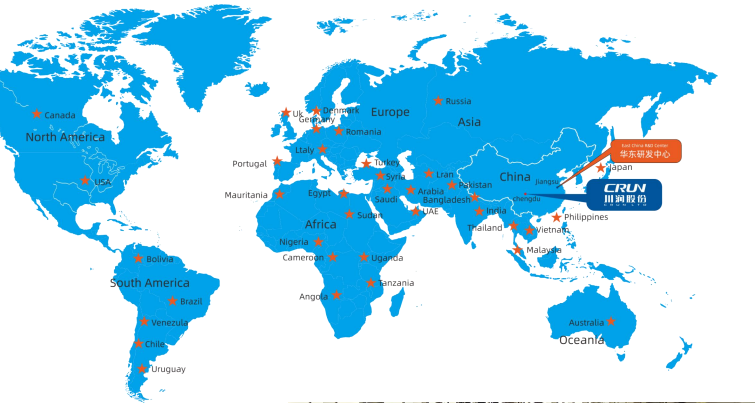 Canada
North America
USA
Uk
Denmark
Germany
Europe
Russia
Asia
Romania
Ltaly
Portugal
Turkey
Syria
Lran
Pakistan
Mauritania
Egypt
Saudi
Arabia
Bangladesh
UAE
India
Sudan
Africa
Nigeria
Cameroon
Uganda
Angola
Tanzania
China
Jiangsu
chengdu
East China R&D Center
华东研发中心
Japan
CRUN
川润股份
Philippines
Thailand
Vietnam
Malaysia
Bolivia
South America
Brazil
Venezula
Chile
Uruguay
Australia
Oceania